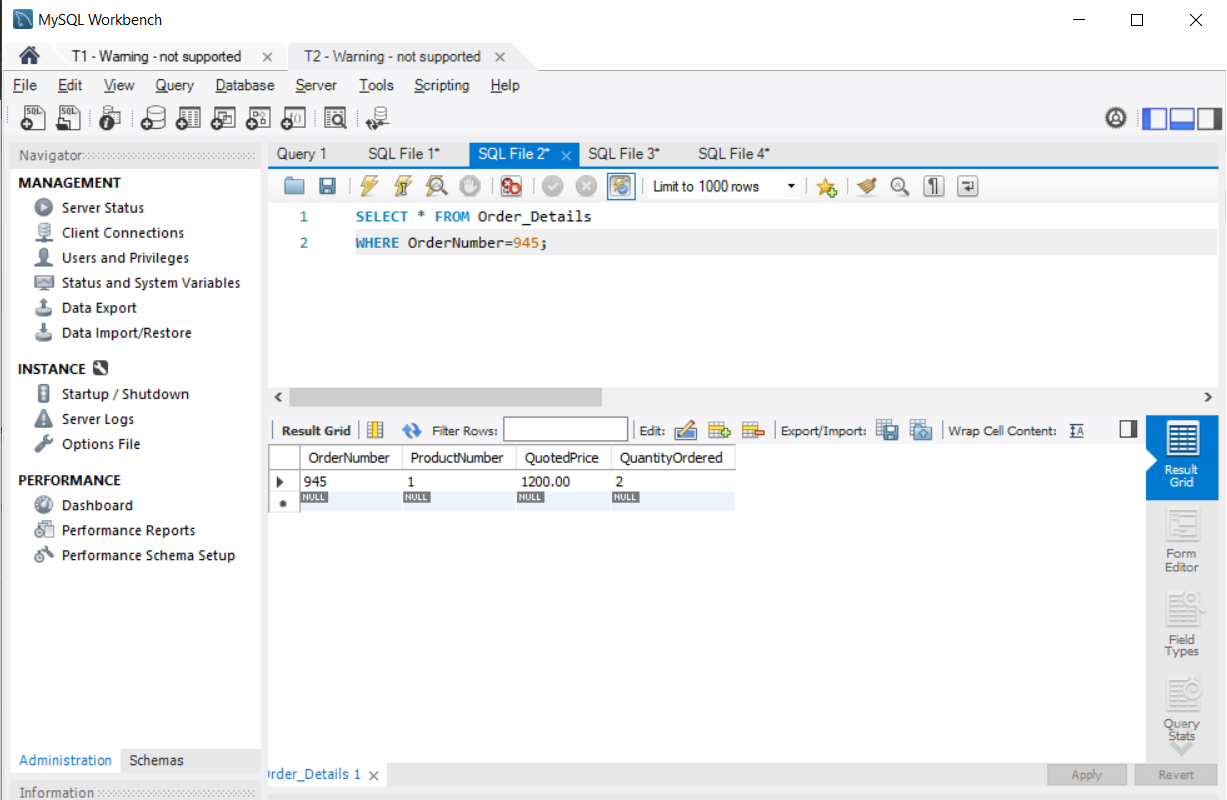 MySQL Workbench
T1 - Warning - not supported
T2 - Warning - not supported
File Edit View Query Database Server Tools Scripting Help
SQL SQL
Navigator
MANAGEMENT
Server Status
Client Connections
Users and Privileges
Status and System Variables
Data Export
Data Import/Restore
INSTANCE
Startup / Shutdown
Server Logs
Options File
PERFORMANCE
Dashboard
Performance Reports
Performance Schema Setup
Administration Schemas
Information
Query 1 SQL File 1* SQL File 2* SQL File 3* SQL File 4*
Limit to 1000 rows
1 SELECT * FROM Order_Details
2 WHERE OrderNumber=945;
Result Grid Filter Rows: Edit: Export/Import: Wrap Cell Content: IA
OrderNumber ProductNumber QuotedPrice QuantityOrdered
945 1 1200.00 2
NULL NULL NULL NULL
Result
Grid
Form
Editor
Field
Types
Query
Stats
rder_Details 1
Apply Revert